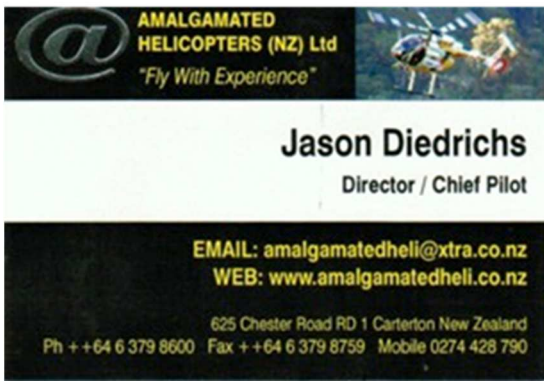 @
AMALGAMATED
HELICOPTERS (NZ) Ltd
"Fly With Experience"
Jason Diedrichs
Director / Chief Pilot
EMAIL: amalgamatedheli@xtra.co.nz
WEB: www.amalgamatedheli.co.nz
625 Chester Road RD 1 Carterton New Zealand
Ph ++64 6 379 8600 Fax ++64 6 379 8759 Mobile 0274 428 790